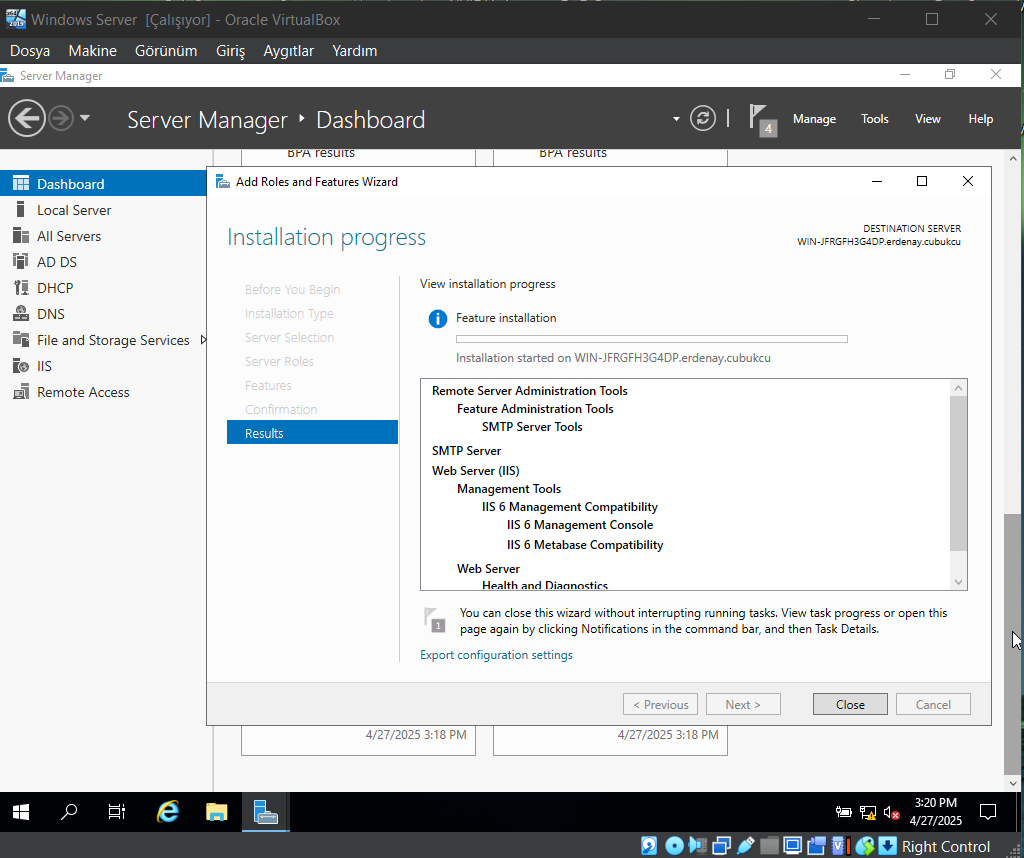 Windows Server [Çalışıyor] - Oracle VirtualBox
Dosya Makine Görünüm Giriş Aygıtlar Yardım
Server Manager
Server Manager ‣ Dashboard
4
Manage Tools View Help
BPA results BPA results
Dashboard
Local Server
All Servers
AD DS
DHCP
DNS
File and Storage Services
IIS
Remote Access
Add Roles and Features Wizard
Installation progress
DESTINATION SERVER
WIN-JFRGFH3G4DP.erdenay.cubukcu
Before You Begin
Installation Type
Server Selection
Server Roles
Features
Confirmation
Results
View installation progress
Feature installation
Installation started on WIN-JFRGFH3G4DP.erdenay.cubukcu
Remote Server Administration Tools
Feature Administration Tools
SMTP Server Tools
SMTP Server
Web Server (IIS)
Management Tools
IIS 6 Management Compatibility
IIS 6 Management Console
IIS 6 Metabase Compatibility
Web Server
Health and Diagnostics
1
You can close this wizard without interrupting running tasks. View task progress or open this
page again by clicking Notifications in the command bar, and then Task Details.
Export configuration settings
< Previous Next > Close Cancel
4/27/2025 3:18 PM 4/27/2025 3:18 PM
3:20 PM
4/27/2025
Right Control